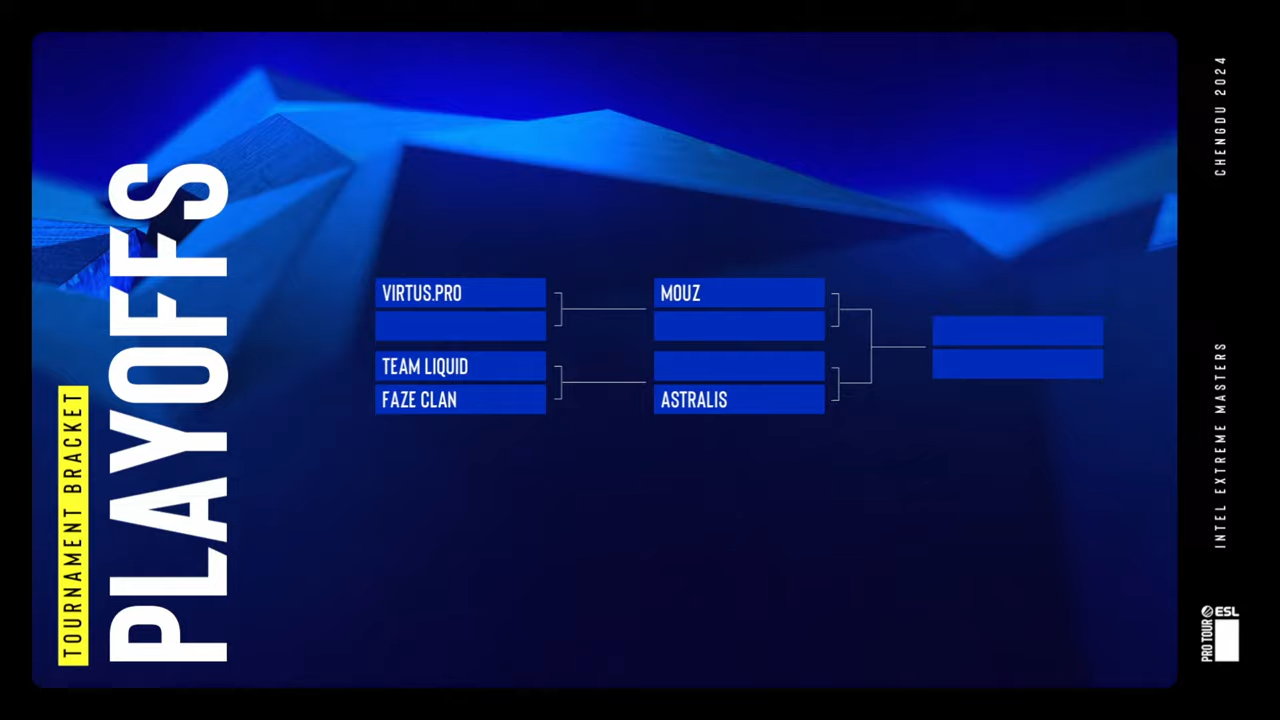 TOURNAMENT BRACKET
PLAYOFFS
VIRTUS.PRO
TEAM LIQUID
FAZE CLAN
MOUZ
ASTRALIS
CHENGDU 2024
INTEL EXTREME MASTERS
ESL
PRO TOUR